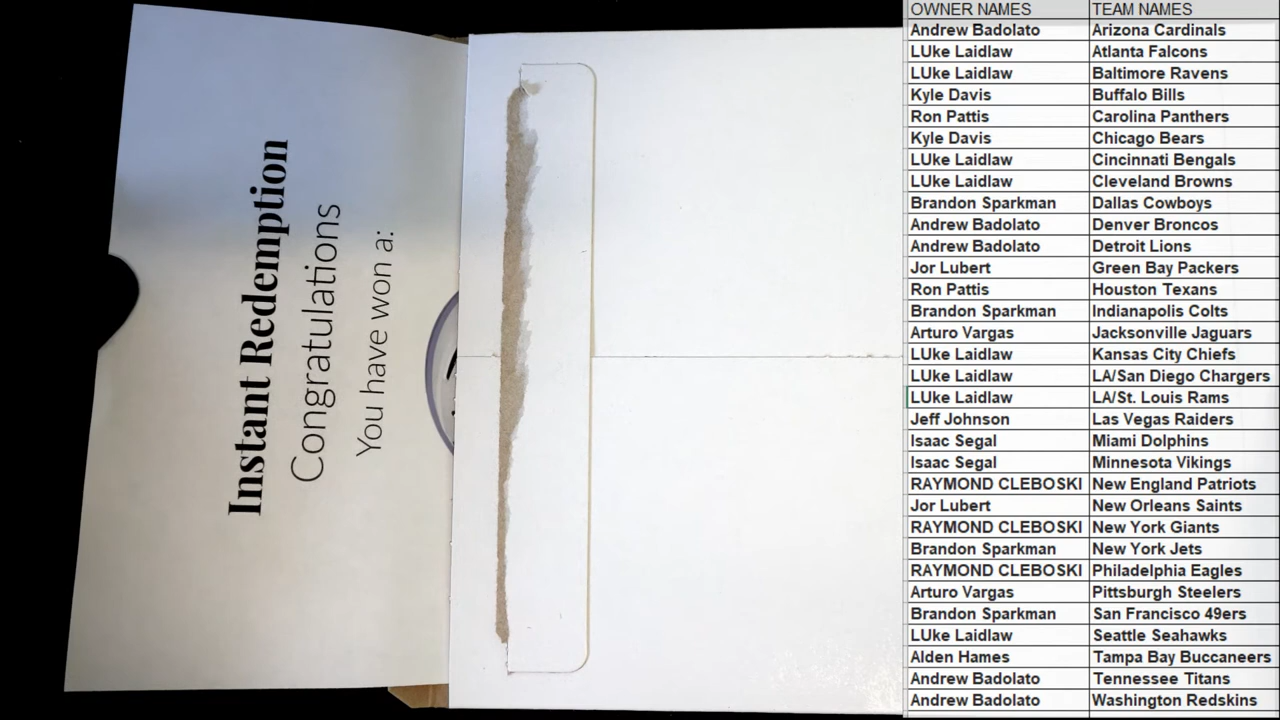 Instant Redemption
Congratulations
You have won a:
OWNER NAMES TEAM NAMES
Andrew Badolato Arizona Cardinals
LUke Laidlaw Atlanta Falcons
LUke Laidlaw Baltimore Ravens
Kyle Davis Buffalo Bills
Ron Pattis Carolina Panthers
Kyle Davis Chicago Bears
LUke Laidlaw Cincinnati Bengals
LUke Laidlaw Cleveland Browns
Brandon Sparkman Dallas Cowboys
Andrew Badolato Denver Broncos
Andrew Badolato Detroit Lions
Jor Lubert Green Bay Packers
Ron Pattis Houston Texans
Brandon Sparkman Indianapolis Colts
Arturo Vargas Jacksonville Jaguars
LUke Laidlaw Kansas City Chiefs
LUke Laidlaw LA/San Diego Chargers
LUke Laidlaw LA/St. Louis Rams
Jeff Johnson Las Vegas Raiders
Isaac Segal Miami Dolphins
Isaac Segal Minnesota Vikings
RAYMOND CLEBOSKI New England Patriots
Jor Lubert New Orleans Saints
RAYMOND CLEBOSKI New York Giants
Brandon Sparkman New York Jets
RAYMOND CLEBOSKI Philadelphia Eagles
Arturo Vargas Pittsburgh Steelers
Brandon Sparkman San Francisco 49ers
LUke Laidlaw Seattle Seahawks
Alden Hames Tampa Bay Buccaneers
Andrew Badolato Tennessee Titans
Andrew Badolato Washington Redskins